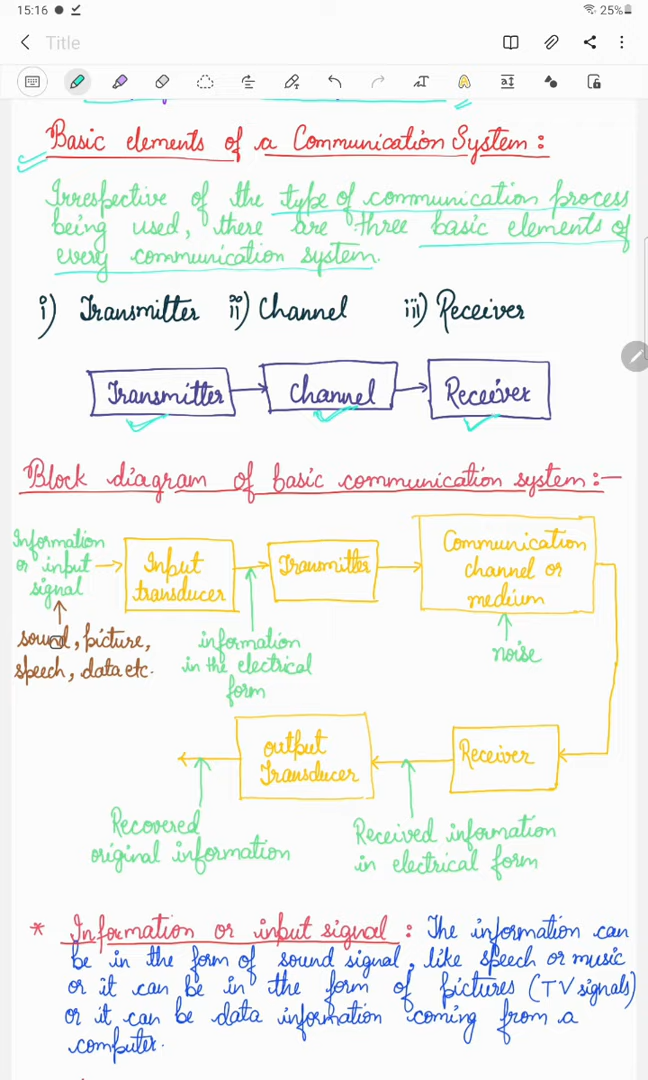 15:16
25%
Title
Basic elements of a Communication System:
Irrespective of the type of communication process
being used, there are three basic elements of
every communication system.
i) Transmitter ii) Channel iii) Receiver
Transmitter Channel Receiver
Block diagram of basic communication system:-
Information
or input
signal
Input
transducer
Transmitter
Communication
channel or
medium
sound, picture,
speech, data etc.
information
in the electrical
form
noise
Receiver
output
Transducer
Recovered
original information
Received information
in electrical form
* Information or input signal : The information can
be in the form of sound signal, like speech or music
or it can be in the form of pictures (TV signals)
or it can be data information coming from a
computer.